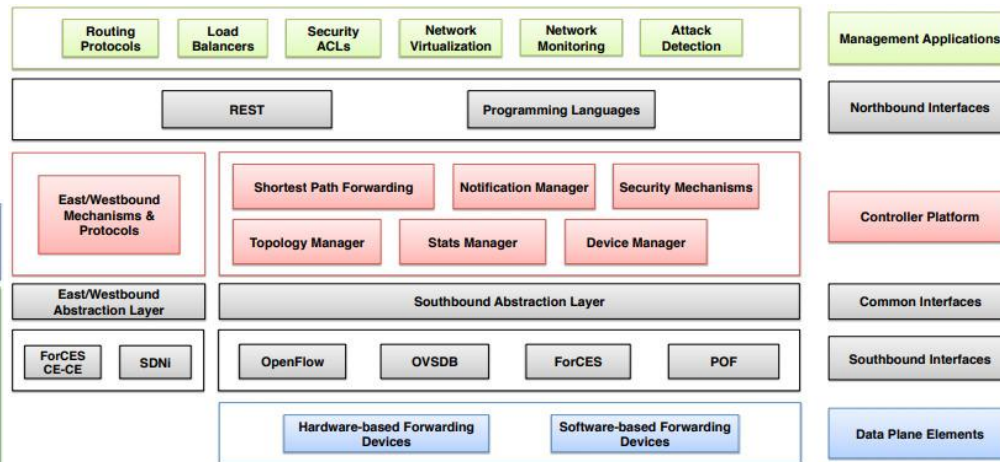 Routing
Protocols
Load
Balancers
Security
ACLs
Network
Virtualization
Network
Monitoring
Attack
Detection
Management Applications
REST
Programming Languages
Northbound Interfaces
East/Westbound
Mechanisms &
Protocols
Shortest Path Forwarding
Notification Manager
Security Mechanisms
Topology Manager
Stats Manager
Device Manager
Controller Platform
East/Westbound
Abstraction Layer
Southbound Abstraction Layer
Common Interfaces
ForCES
CE-CE
SDNi
OpenFlow
OVSDB
ForCES
POF
Southbound Interfaces
Hardware-based Forwarding
Devices
Software-based Forwarding
Devices
Data Plane Elements